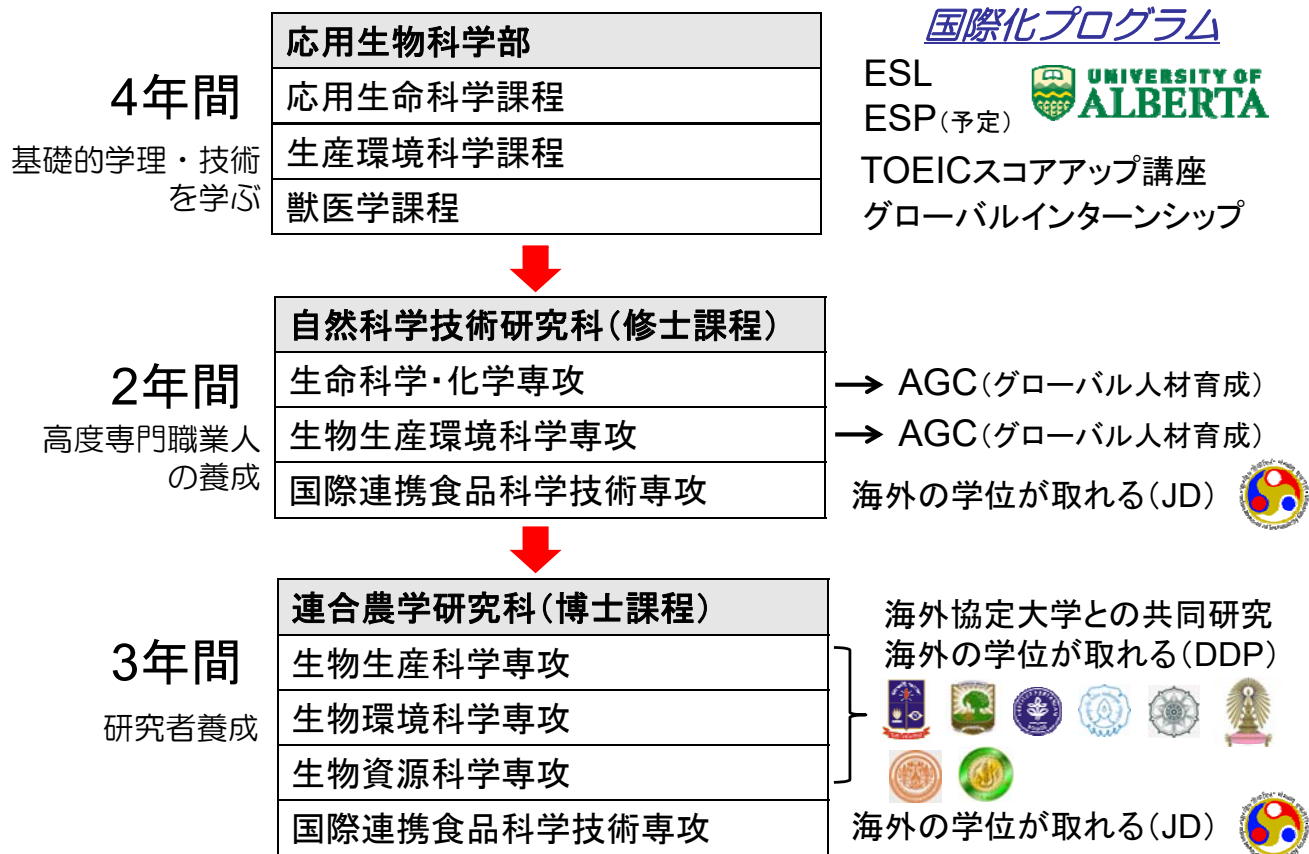 応用生物科学部
応用生命科学課程
生産環境科学課程
獣医学課程
4年間
基礎的学理・技術
を学ぶ
国際化プログラム
ESL
ESP(予定)
UNIVERSITY OF
ALBERTA
TOEICスコアアップ講座
グローバルインターンシップ
自然科学技術研究科(修士課程)
生命科学・化学専攻
生物生産環境科学専攻
国際連携食品科学技術専攻
2年間
高度専門職業人
の養成
→ AGC(グローバル人材育成)
→ AGC(グローバル人材育成)
海外の学位が取れる(JD)
連合農学研究科(博士課程)
生物生産科学専攻
生物環境科学専攻
生物資源科学専攻
国際連携食品科学技術専攻
3年間
研究者養成
海外協定大学との共同研究
海外の学位が取れる(DDP)
海外の学位が取れる(JD)